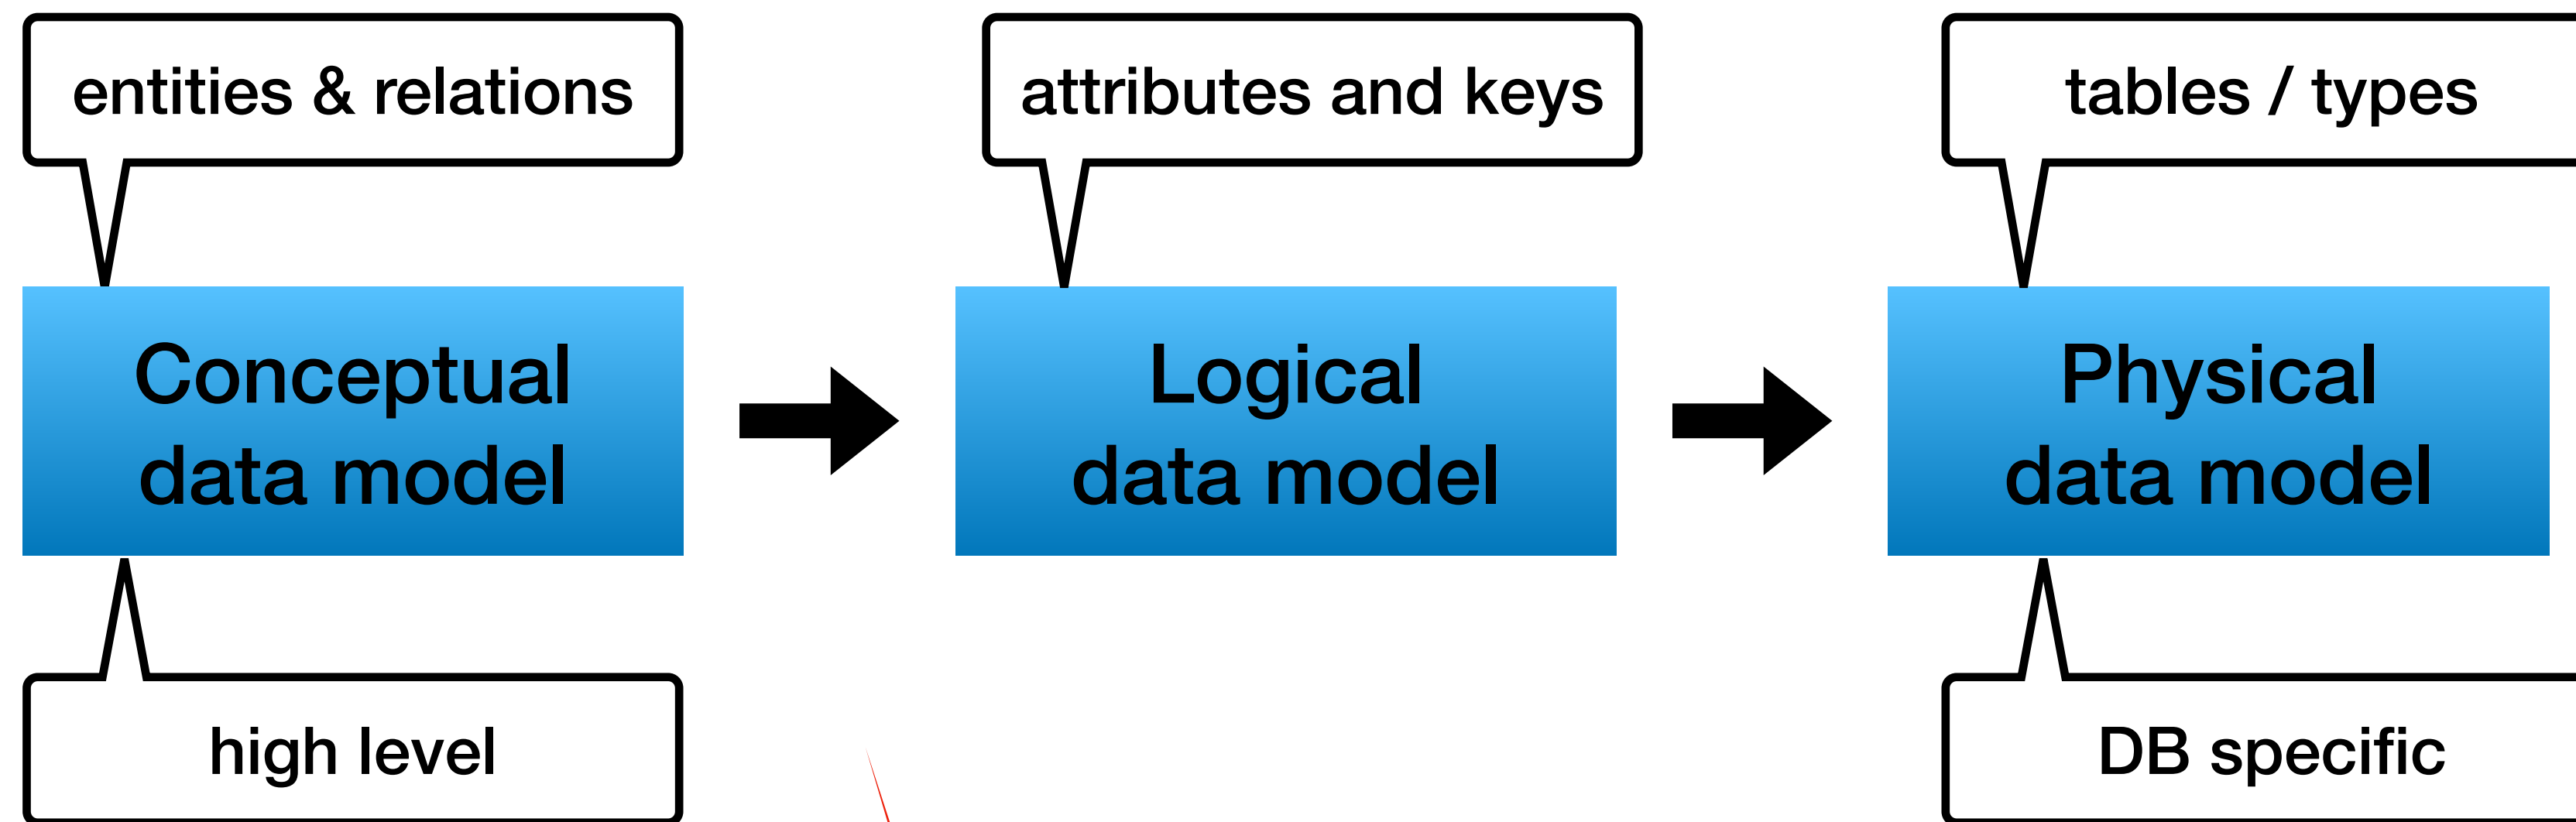 entities & relations
attributes and keys
tables / types
Conceptual
data model
Logical
data model
Physical
data model
high level
DB specific